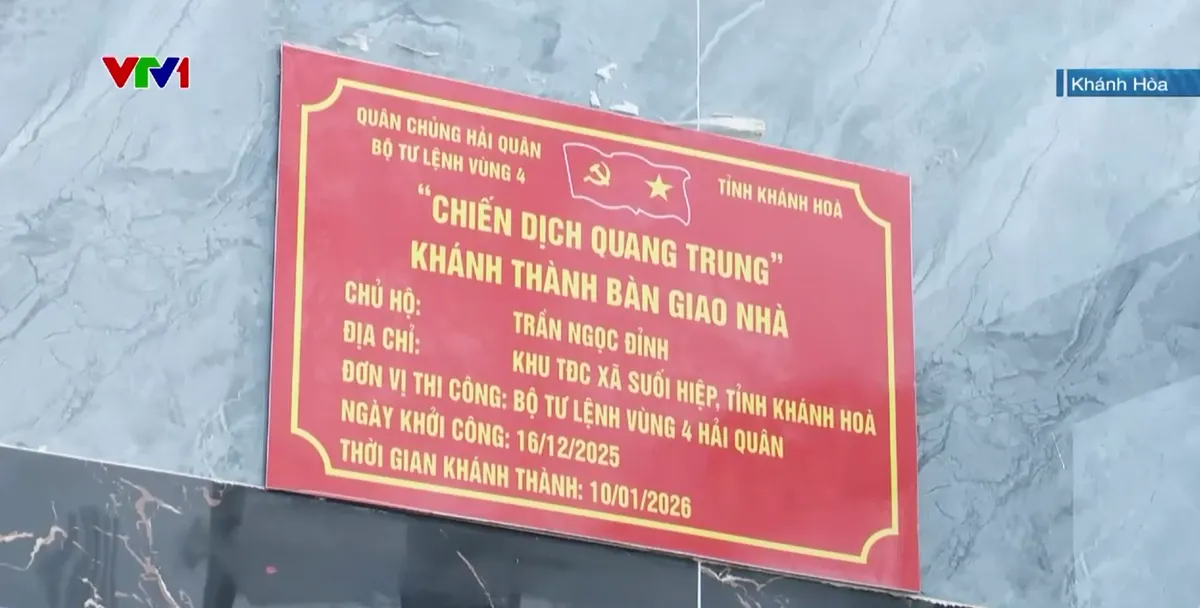 VTV1
Khánh Hòa
QUÂN CHỦNG HẢI QUÂN
BỘ TƯ LỆNH VÙNG 4
TỈNH KHÁNH HOÀ
“CHIẾN DỊCH QUANG TRUNG”
KHÁNH THÀNH BÀN GIAO NHÀ
CHỦ HỘ: TRẦN NGỌC ĐỈNH
ĐỊA CHỈ: KHU TĐC XÃ SUỐI HIỆP, TỈNH KHÁNH HOÀ
ĐƠN VỊ THI CÔNG: BỘ TƯ LỆNH VÙNG 4 HẢI QUÂN
NGÀY KHỞI CÔNG: 16/12/2025
THỜI GIAN KHÁNH THÀNH: 10/01/2026